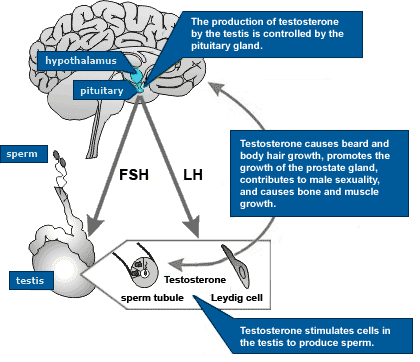 The production of testosterone
by the testis is controlled by the
pituitary gland.
hypothalamus
pituitary
sperm
FSH
LH
Testosterone causes beard and
body hair growth, promotes the
growth of the prostate gland,
contributes to male sexuality,
and causes bone and muscle
growth.
testis
Testosterone
sperm tubule
Leydig cell
Testosterone stimulates cells in
the testis to produce sperm.